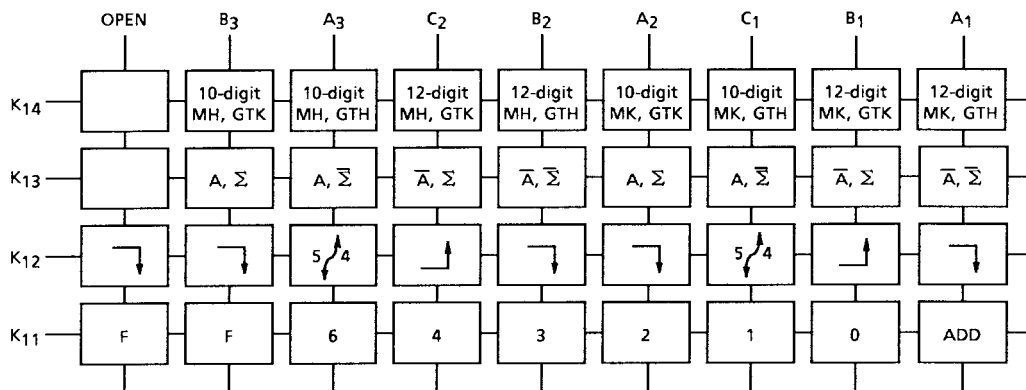 OPEN B₃ A₃ C₂ B₂ A₂ C₁ B₁ A₁
K₁₄ 10-digit 10-digit 12-digit 12-digit 10-digit 10-digit 12-digit 12-digit
MH, GTK MH, GTH MH, GTK MH, GTH MK, GTK MK, GTH MK, GTK MK, GTH
K₁₃ A, Σ A, Σ̅ A̅, Σ A̅, Σ̅ A, Σ A, Σ̅ A̅, Σ A̅, Σ̅
K₁₂ 5 4 5 4
K₁₁ F F 6 4 3 2 1 0 ADD